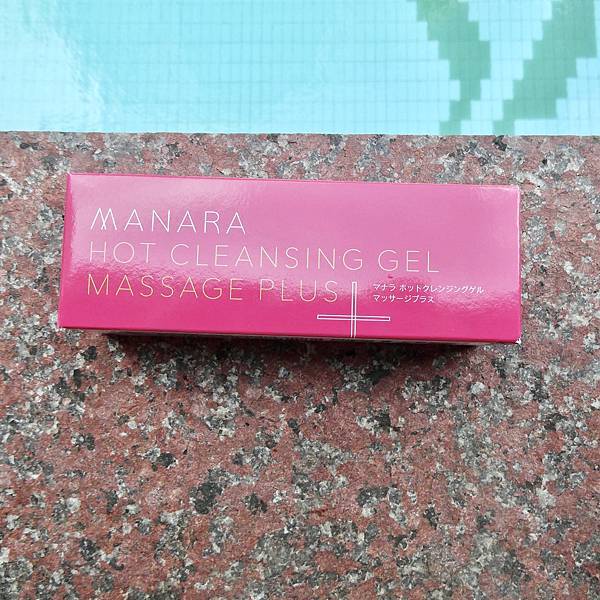 MANARA
HOT CLEANSING GEL
MASSAGE PLUS
マナラ ホットクレンジングゲル
マッサージプラス